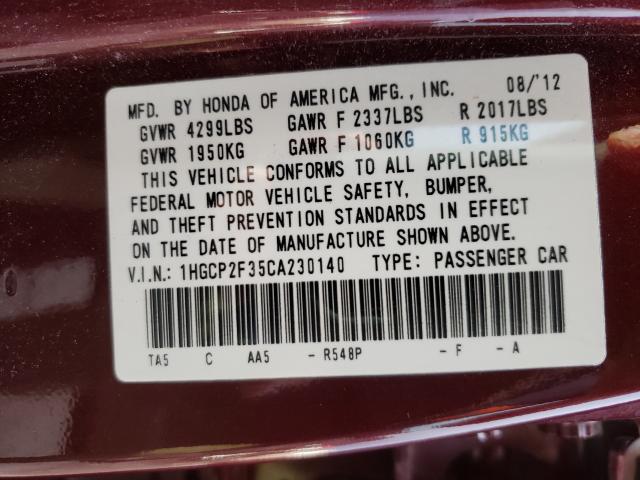 MFD. BY HONDA OF AMERICA MFG., INC. 08/'12
GVWR 4299LBS GAWR F 2337LBS R 2017LBS
GVWR 1950KG GAWR F 1060KG R 915KG
THIS VEHICLE CONFORMS TO ALL APPLICABLE
FEDERAL MOTOR VEHICLE SAFETY, BUMPER,
AND THEFT PREVENTION STANDARDS IN EFFECT
ON THE DATE OF MANUFACTURE SHOWN ABOVE.
V.I.N.: 1HGCP2F35CA230140 TYPE: PASSENGER CAR
TA5 C AA5 - R548P - F - A